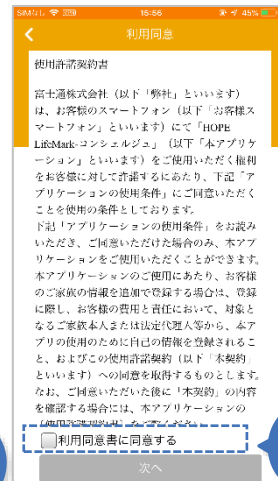 SIMなし 15:56 45%
利用同意
使用許諾契約書
富士通株式会社（以下「弊社」といいます）
は、お客様のスマートフォン（以下「お客様ス
マートフォン」といいます）にて「HOPE
LifeMark-コンシェルジュ」（以下「本アプリケ
ーション」といいます）をご使用いただく権利
をお客様に対して許諾するにあたり、下記「ア
プリケーションの使用条件」にご同意いただく
ことを使用の条件としております。
下記「アプリケーションの使用条件」をお読み
いただき、ご同意いただけた場合のみ、本アプ
リケーションをご使用いただくことができます。
本アプリケーションのご使用にあたり、お客様
のご家族の情報を追加で登録する場合は、登録
に際し、お客様の費用と責任において、対象と
なるご家族本人または法定代理人等から、本ア
プリの使用のために自己の情報を登録されるこ
と、およびこの使用許諾契約（以下「本契約」
といいます）への同意を取得するものとします。
なお、ご同意いただいた後に「本契約」の内容
を確認する場合には、本アプリケーションの
利用同意書に同意する
次へ